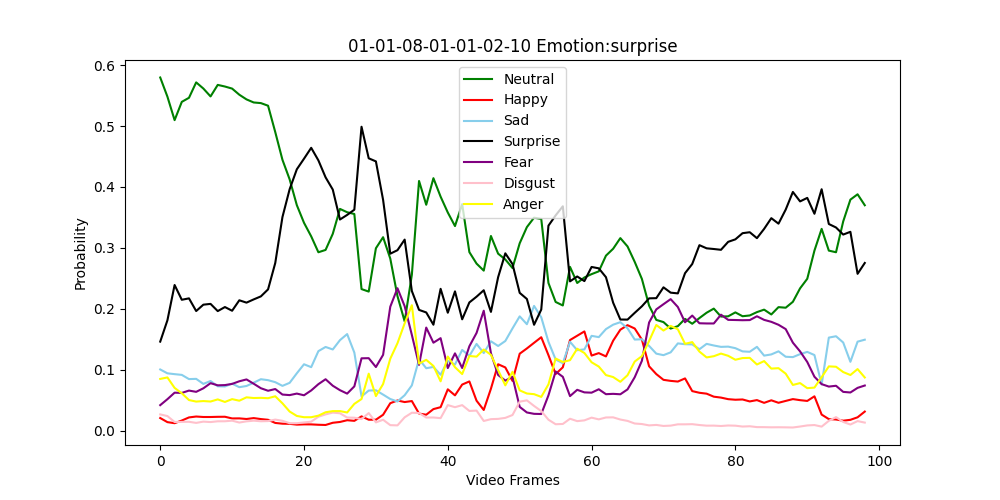 01-01-08-01-01-02-10 Emotion:surprise
0.6
0.5
0.4
0.3
0.2
0.1
0.0
Probability
Neutral
Happy
Sad
Surprise
Fear
Disgust
Anger
0 20 40 60 80 100
Video Frames